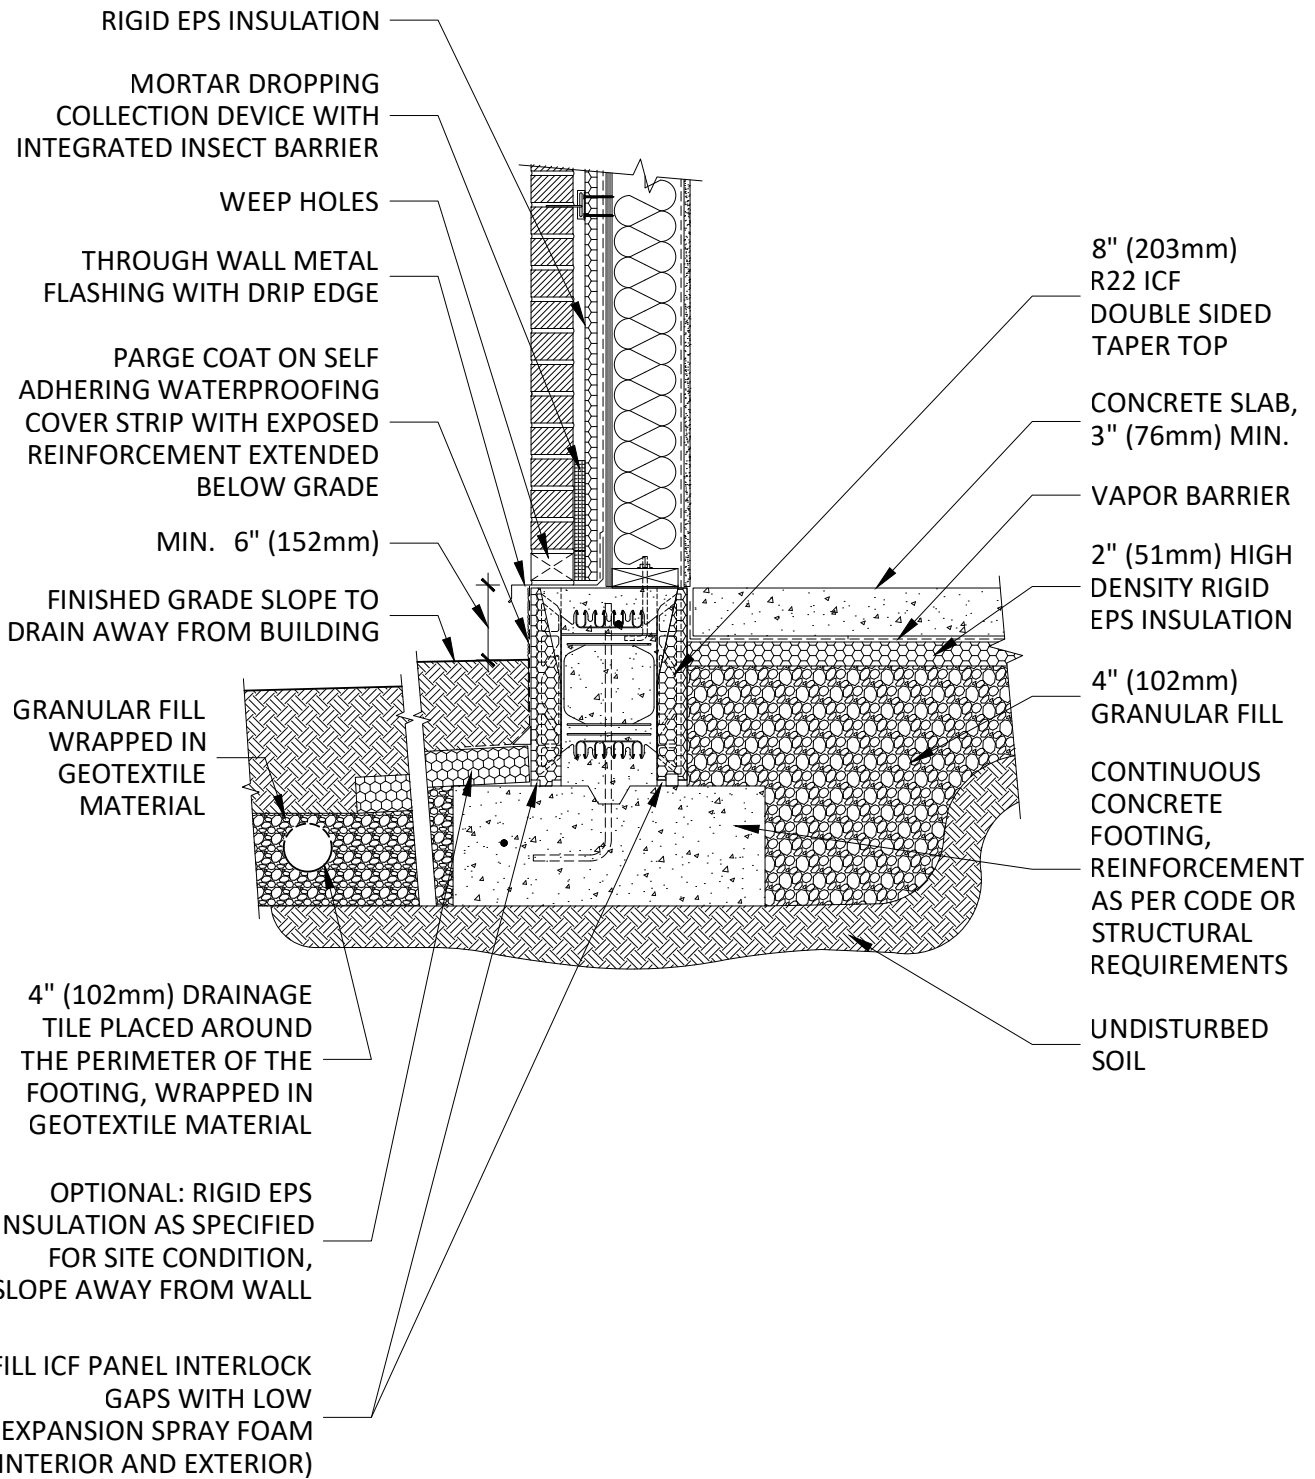 RIGID EPS INSULATION
MORTAR DROPPING
COLLECTION DEVICE WITH
INTEGRATED INSECT BARRIER
WEEP HOLES
THROUGH WALL METAL
FLASHING WITH DRIP EDGE
PARGE COAT ON SELF
ADHERING WATERPROOFING
COVER STRIP WITH EXPOSED
REINFORCEMENT EXTENDED
BELOW GRADE
MIN. 6" (152mm)
FINISHED GRADE SLOPE TO
DRAIN AWAY FROM BUILDING
GRANULAR FILL
WRAPPED IN
GEOTEXTILE
MATERIAL
4" (102mm) DRAINAGE
TILE PLACED AROUND
THE PERIMETER OF THE
FOOTING, WRAPPED IN
GEOTEXTILE MATERIAL
OPTIONAL: RIGID EPS
NSULATION AS SPECIFIED
FOR SITE CONDITION,
SLOPE AWAY FROM WALL
FILL ICF PANEL INTERLOCK
GAPS WITH LOW
EXPANSION SPRAY FOAM
INTERIOR AND EXTERIOR)
8" (203mm)
R22 ICF
DOUBLE SIDED
TAPER TOP
CONCRETE SLAB,
3" (76mm) MIN.
VAPOR BARRIER
2" (51mm) HIGH
DENSITY RIGID
EPS INSULATION
4" (102mm)
GRANULAR FILL
CONTINUOUS
CONCRETE
FOOTING,
REINFORCEMENT
AS PER CODE OR
STRUCTURAL
REQUIREMENTS
UNDISTURBED
SOIL